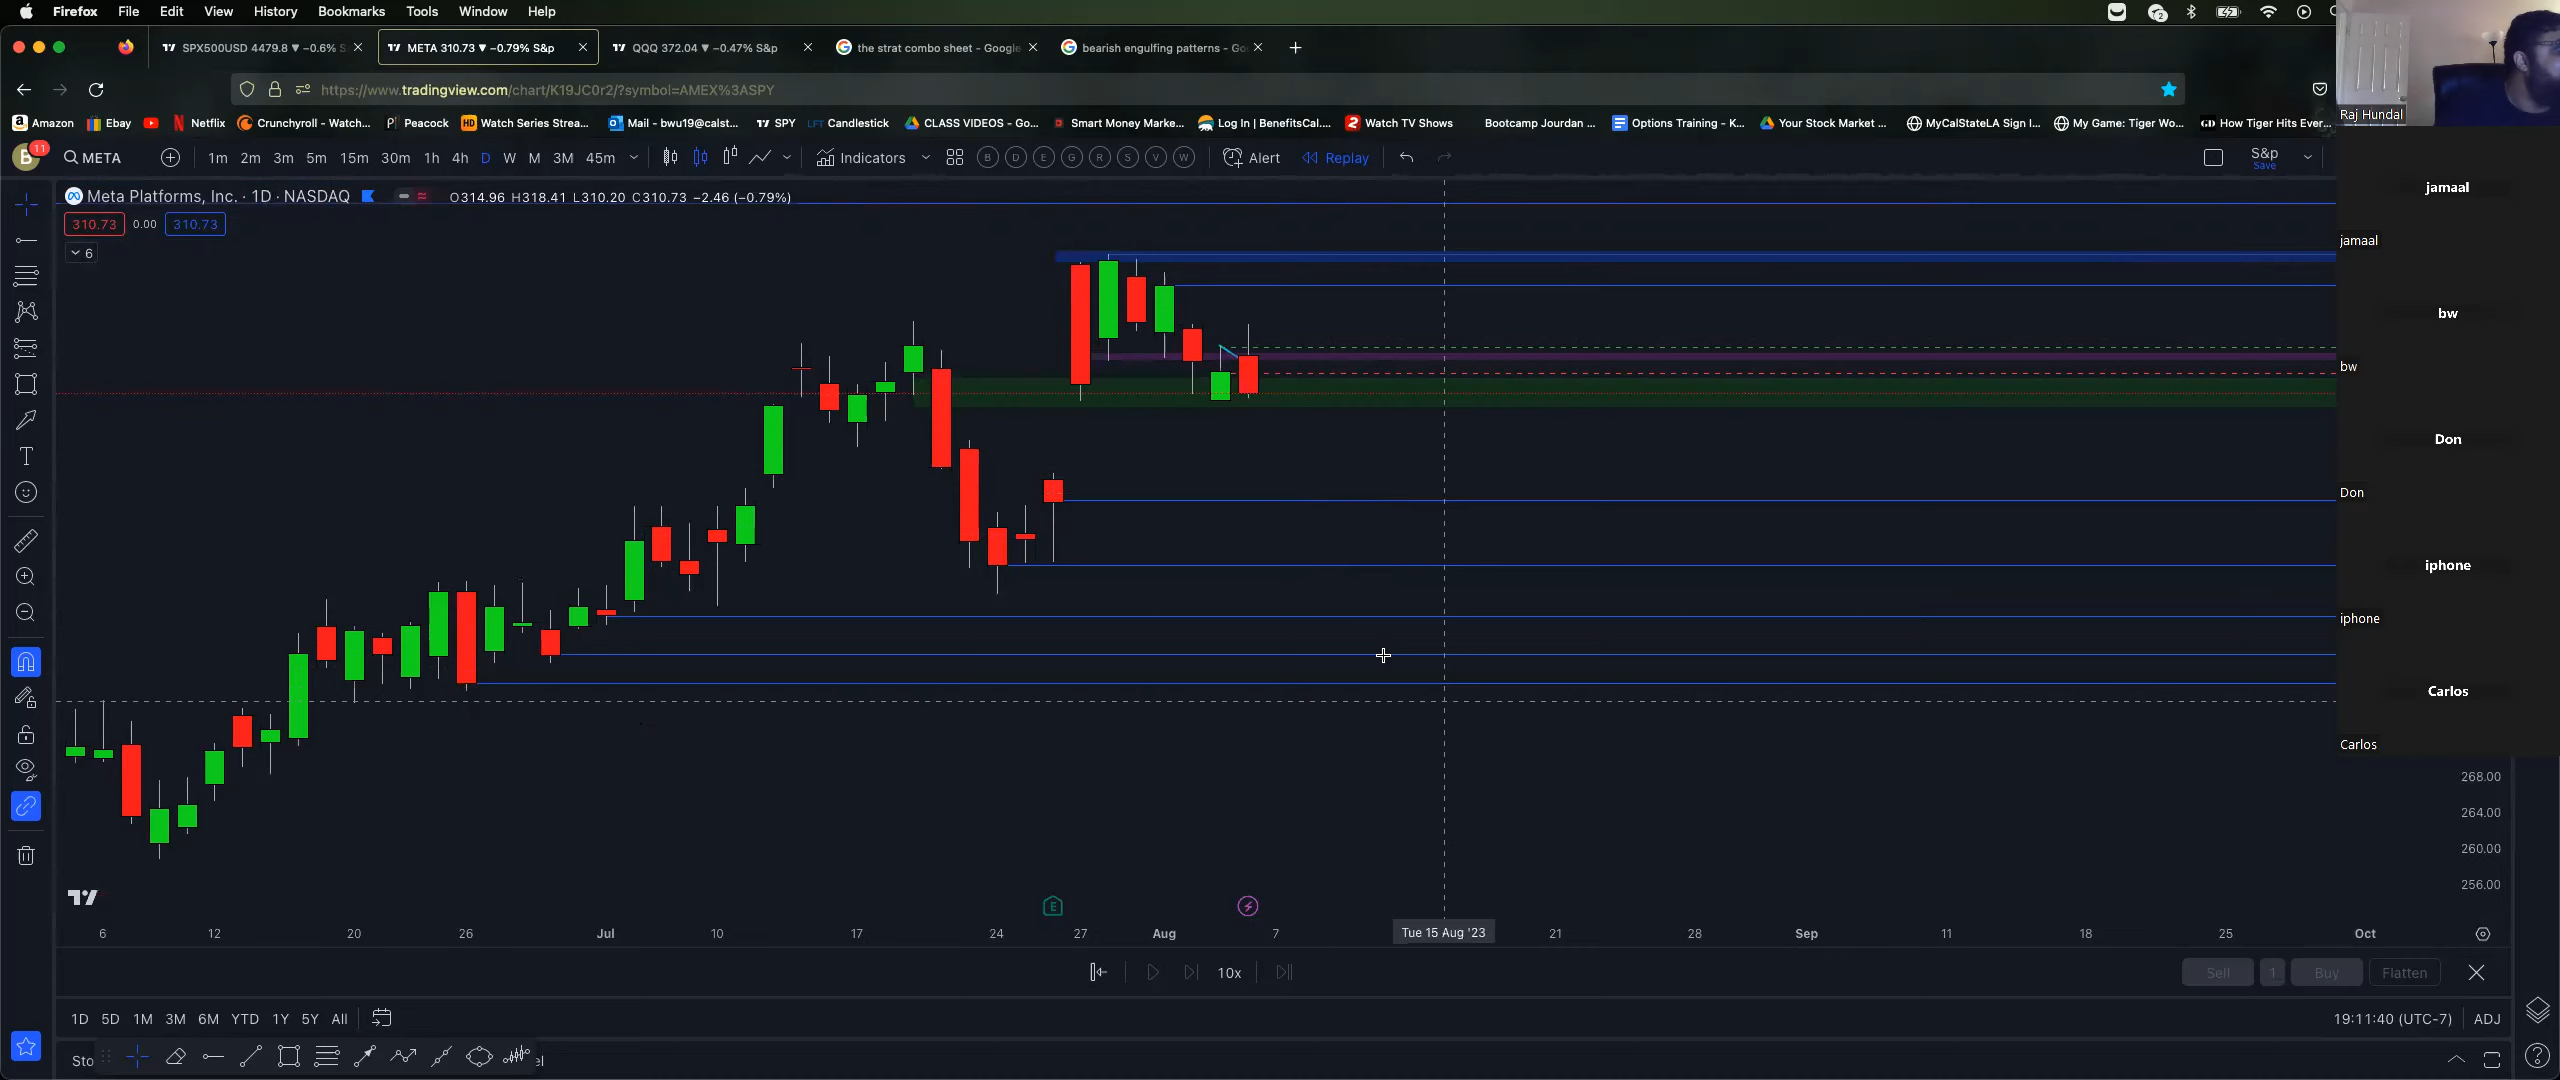 Firefox File Edit View History Bookmarks Tools Window Help
SPX500USD 4479.8 ▼ −0.6% S
META 310.73 ▼ −0.79% S&p
QQQ 372.04 ▼ −0.47% S&p
the strat combo sheet - Google
bearish engulfing patterns - Go
https://www.tradingview.com/chart/K19JC0r2/?symbol=AMEX%3ASPY
Raj Hundal
Amazon Ebay Netflix Crunchyroll - Watch... Peacock Watch Series Strea... Mail - bwu19@calst... SPY Candlestick CLASS VIDEOS - Go... Smart Money Marke... Log In | BenefitsCal.... Watch TV Shows Bootcamp Jourdan ... Options Training - K... Your Stock Market ... MyCalStateLA Sign I... My Game: Tiger Wo... How Tiger Hits Ever...
B 11 META 1m 2m 3m 5m 15m 30m 1h 4h D W M 3M 45m Indicators B D E G R S V W Alert Replay S&p
Save
Meta Platforms, Inc. · 1D · NASDAQ O314.96 H318.41 L310.20 C310.73 −2.46 (−0.79%)
310.73 0.00 310.73
6
jamaal
jamaal
bw
bw
Don
Don
iphone
iphone
Carlos
Carlos
268.00
264.00
260.00
256.00
E
6 12 20 26 Jul 10 17 24 27 Aug 7 Tue 15 Aug '23 21 28 Sep 11 18 25 Oct
10x Sell 1 Buy Flatten
1D 5D 1M 3M 6M YTD 1Y 5Y All 19:11:40 (UTC-7) ADJ
Sto